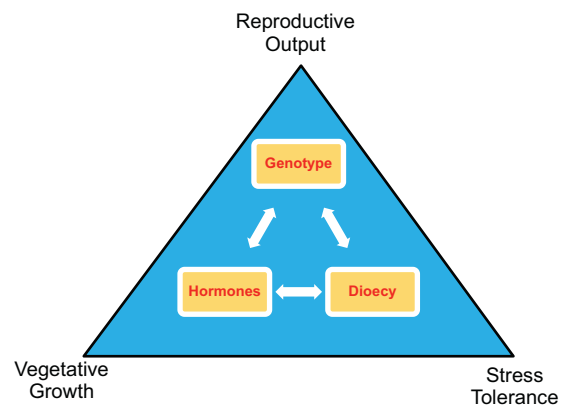 Reproductive
Output
Genotype
Hormones
Dioecy
Vegetative
Growth
Stress
Tolerance